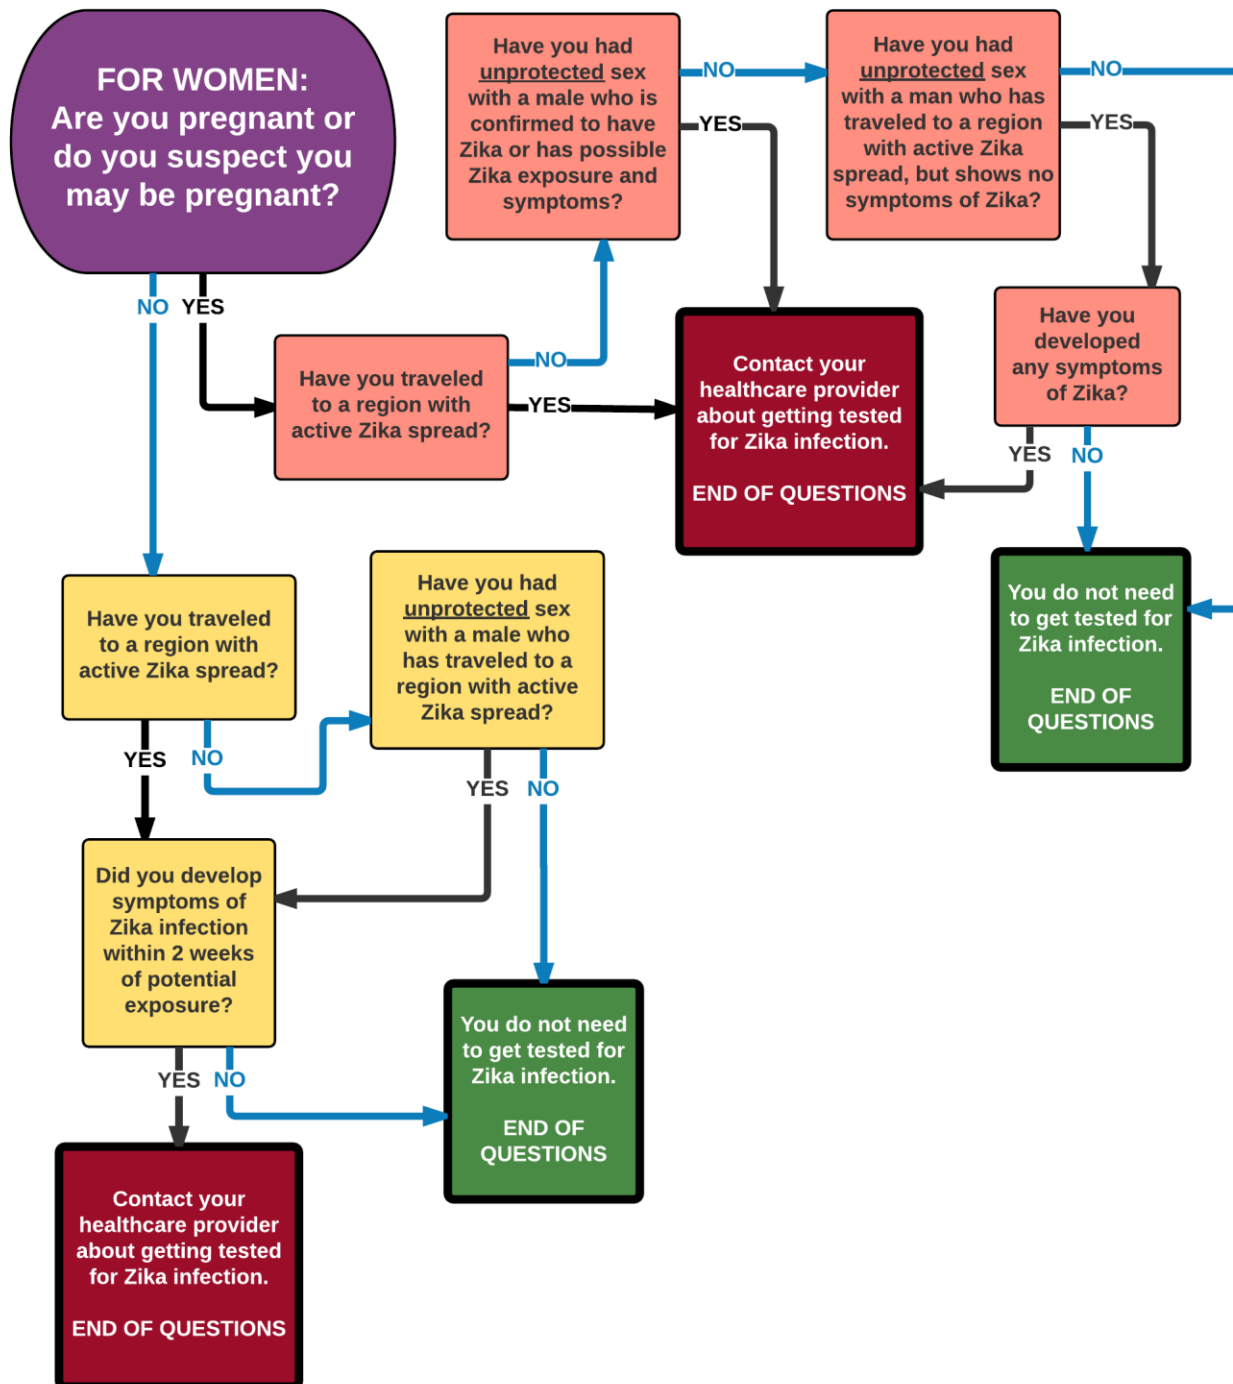 FOR WOMEN:
Are you pregnant or
do you suspect you
may be pregnant?
NO
YES
Have you traveled
to a region with
active Zika spread?
NO
YES
Have you had
unprotected sex
with a male who is
confirmed to have
Zika or has possible
Zika exposure and
symptoms?
NO
YES
Have you had
unprotected sex
with a man who has
traveled to a region
with active Zika
spread, but shows no
symptoms of Zika?
NO
YES
Contact your
healthcare provider
about getting tested
for Zika infection.
END OF QUESTIONS
Have you
developed
any symptoms
of Zika?
YES
NO
You do not need
to get tested for
Zika infection.
END OF
QUESTIONS
Have you traveled
to a region with
active Zika spread?
YES
NO
Have you had
unprotected sex
with a male who
has traveled to a
region with active
Zika spread?
YES
NO
Did you develop
symptoms of
Zika infection
within 2 weeks
of potential
exposure?
YES
NO
You do not need
to get tested for
Zika infection.
END OF
QUESTIONS
Contact your
healthcare provider
about getting tested
for Zika infection.
END OF QUESTIONS